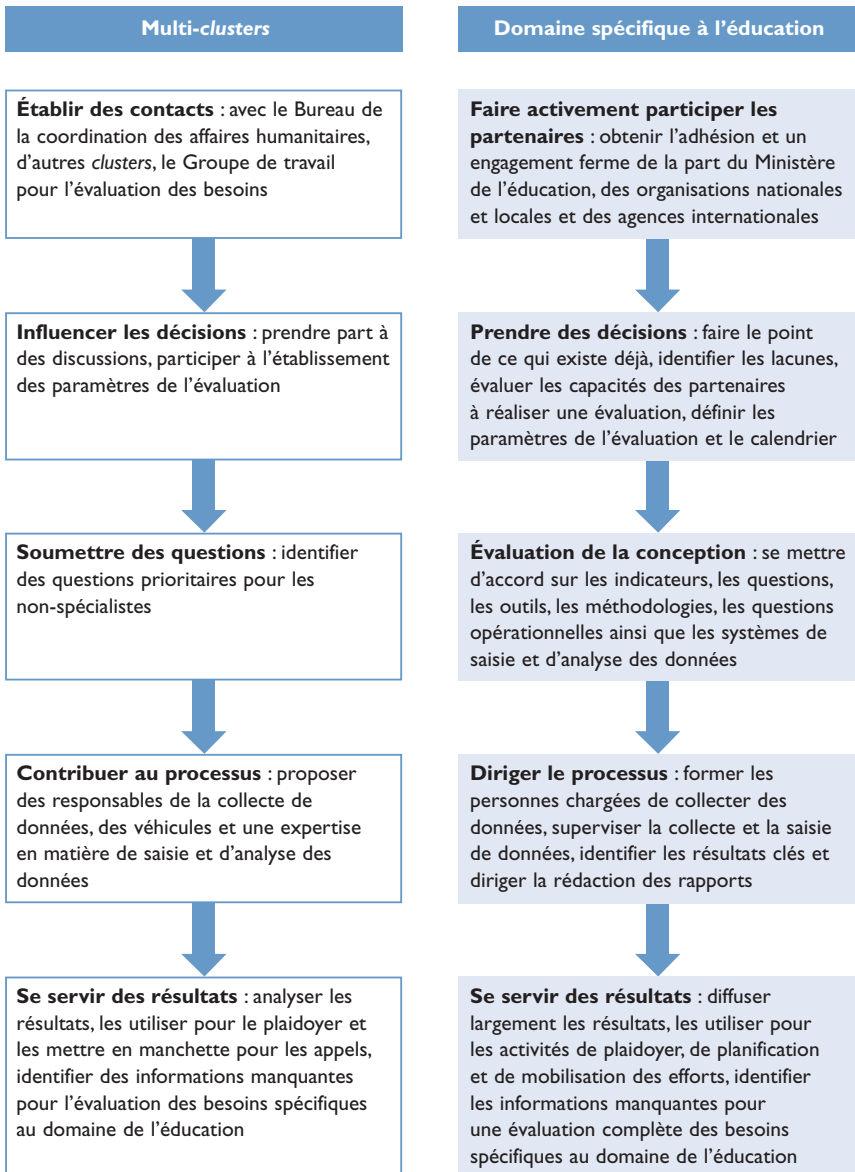 Multi-clusters
Domaine spécifique à l'éducation
Établir des contacts : avec le Bureau de
la coordination des affaires humanitaires,
d'autres clusters, le Groupe de travail
pour l'évaluation des besoins
Faire activement participer les
partenaires : obtenir l'adhésion et un
engagement ferme de la part du Ministère
de l'éducation, des organisations nationales
et locales et des agences internationales
Influencer les décisions : prendre part à
des discussions, participer à l'établissement
des paramètres de l'évaluation
Prendre des décisions : faire le point
de ce qui existe déjà, identifier les lacunes,
évaluer les capacités des partenaires
à réaliser une évaluation, définir les
paramètres de l'évaluation et le calendrier
Soumettre des questions : identifier
des questions prioritaires pour les
non-spécialistes
Évaluation de la conception : se mettre
d'accord sur les indicateurs, les questions,
les outils, les méthodologies, les questions
opérationnelles ainsi que les systèmes de
saisie et d'analyse des données
Contribuer au processus : proposer
des responsables de la collecte de
données, des véhicules et une expertise
en matière de saisie et d'analyse des
données
Diriger le processus : former les
personnes chargées de collecter des
données, superviser la collecte et la saisie
de données, identifier les résultats clés et
diriger la rédaction des rapports
Se servir des résultats : analyser les
résultats, les utiliser pour le plaidoyer et
les mettre en manchette pour les appels,
identifier des informations manquantes
pour l'évaluation des besoins spécifiques
au domaine de l'éducation
Se servir des résultats : diffuser
largement les résultats, les utiliser pour
les activités de plaidoyer, de planification
et de mobilisation des efforts, identifier
les informations manquantes pour
une évaluation complète des besoins
spécifiques au domaine de l'éducation